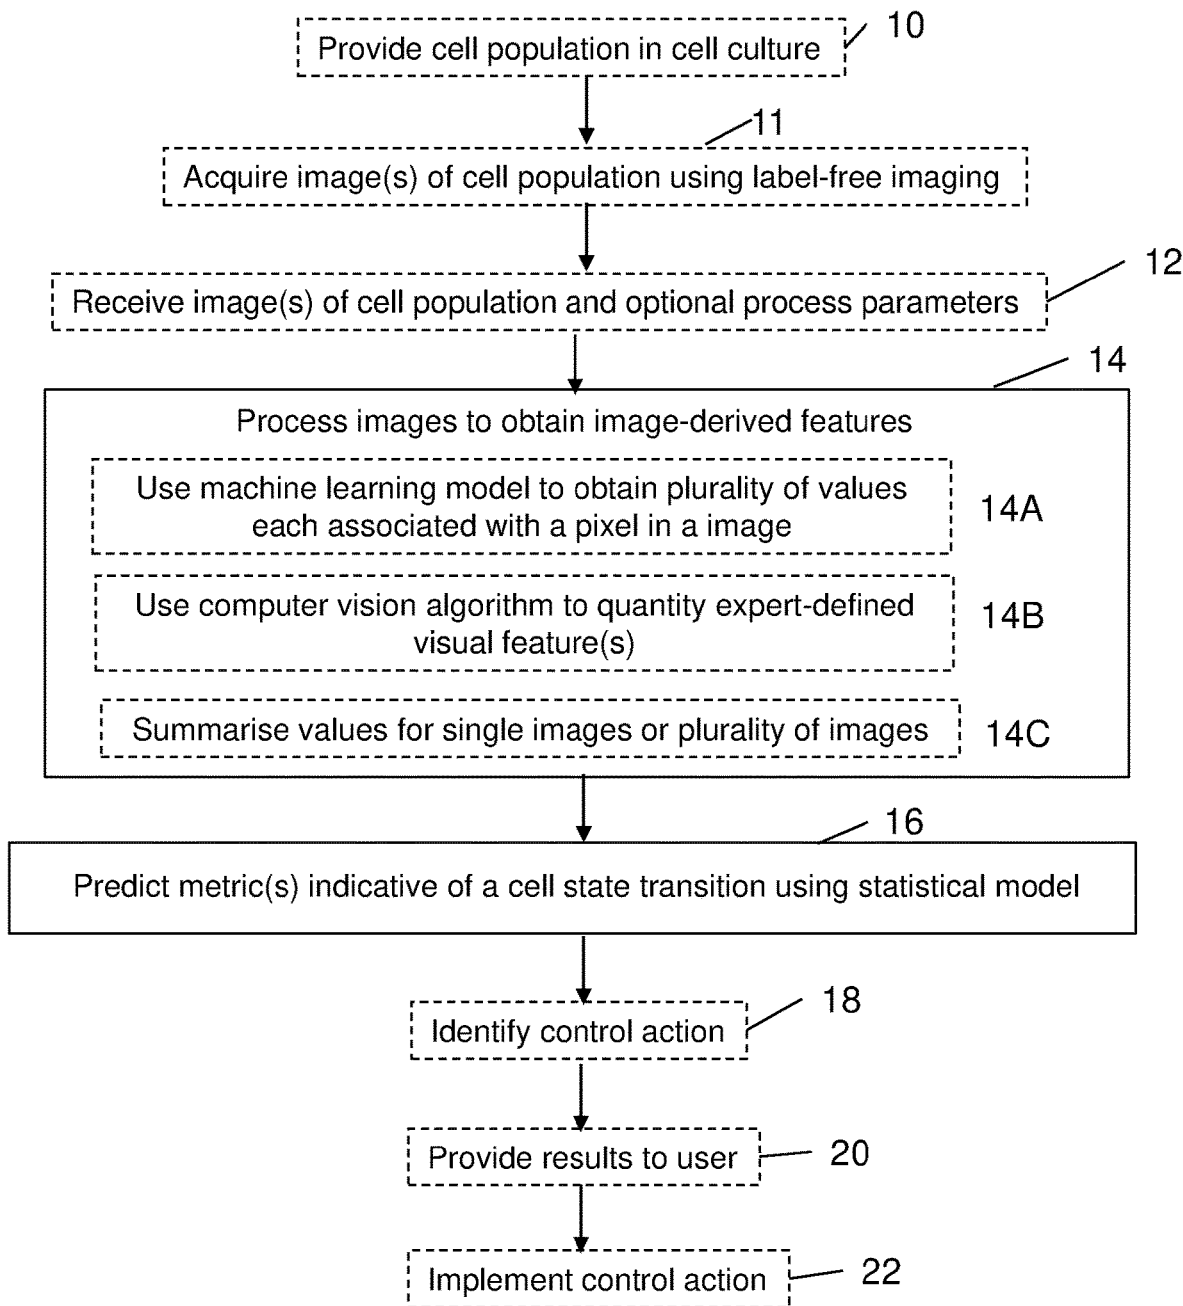 Provide cell population in cell culture
10
11
Acquire image(s) of cell population using label-free imaging
12
Receive image(s) of cell population and optional process parameters
14
Process images to obtain image-derived features
Use machine learning model to obtain plurality of values
each associated with a pixel in a image
14A
Use computer vision algorithm to quantity expert-defined
visual feature(s)
14B
Summarise values for single images or plurality of images
14C
16
Predict metric(s) indicative of a cell state transition using statistical model
18
Identify control action
Provide results to user
20
Implement control action
22